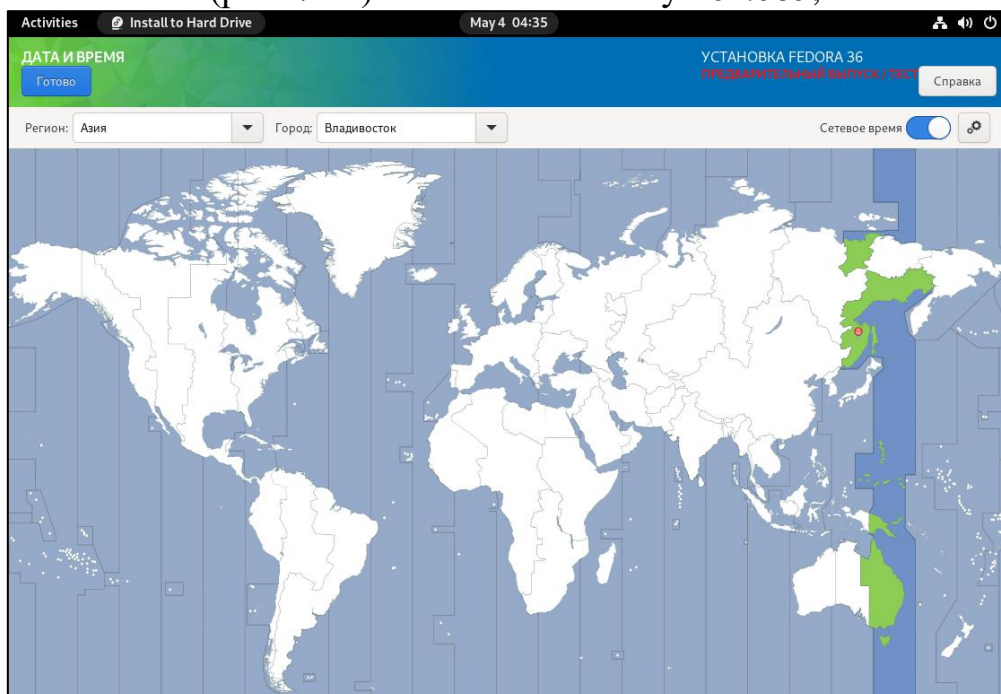 Activities Install to Hard Drive May 4 04:35
ДАТА И ВРЕМЯ УСТАНОВКА FEDORA 36
Готово ПРЕДВАРИТЕЛЬНЫЙ ВЫПУСК / ТЕСТ Справка
Регион: Азия Город: Владивосток Сетевое время